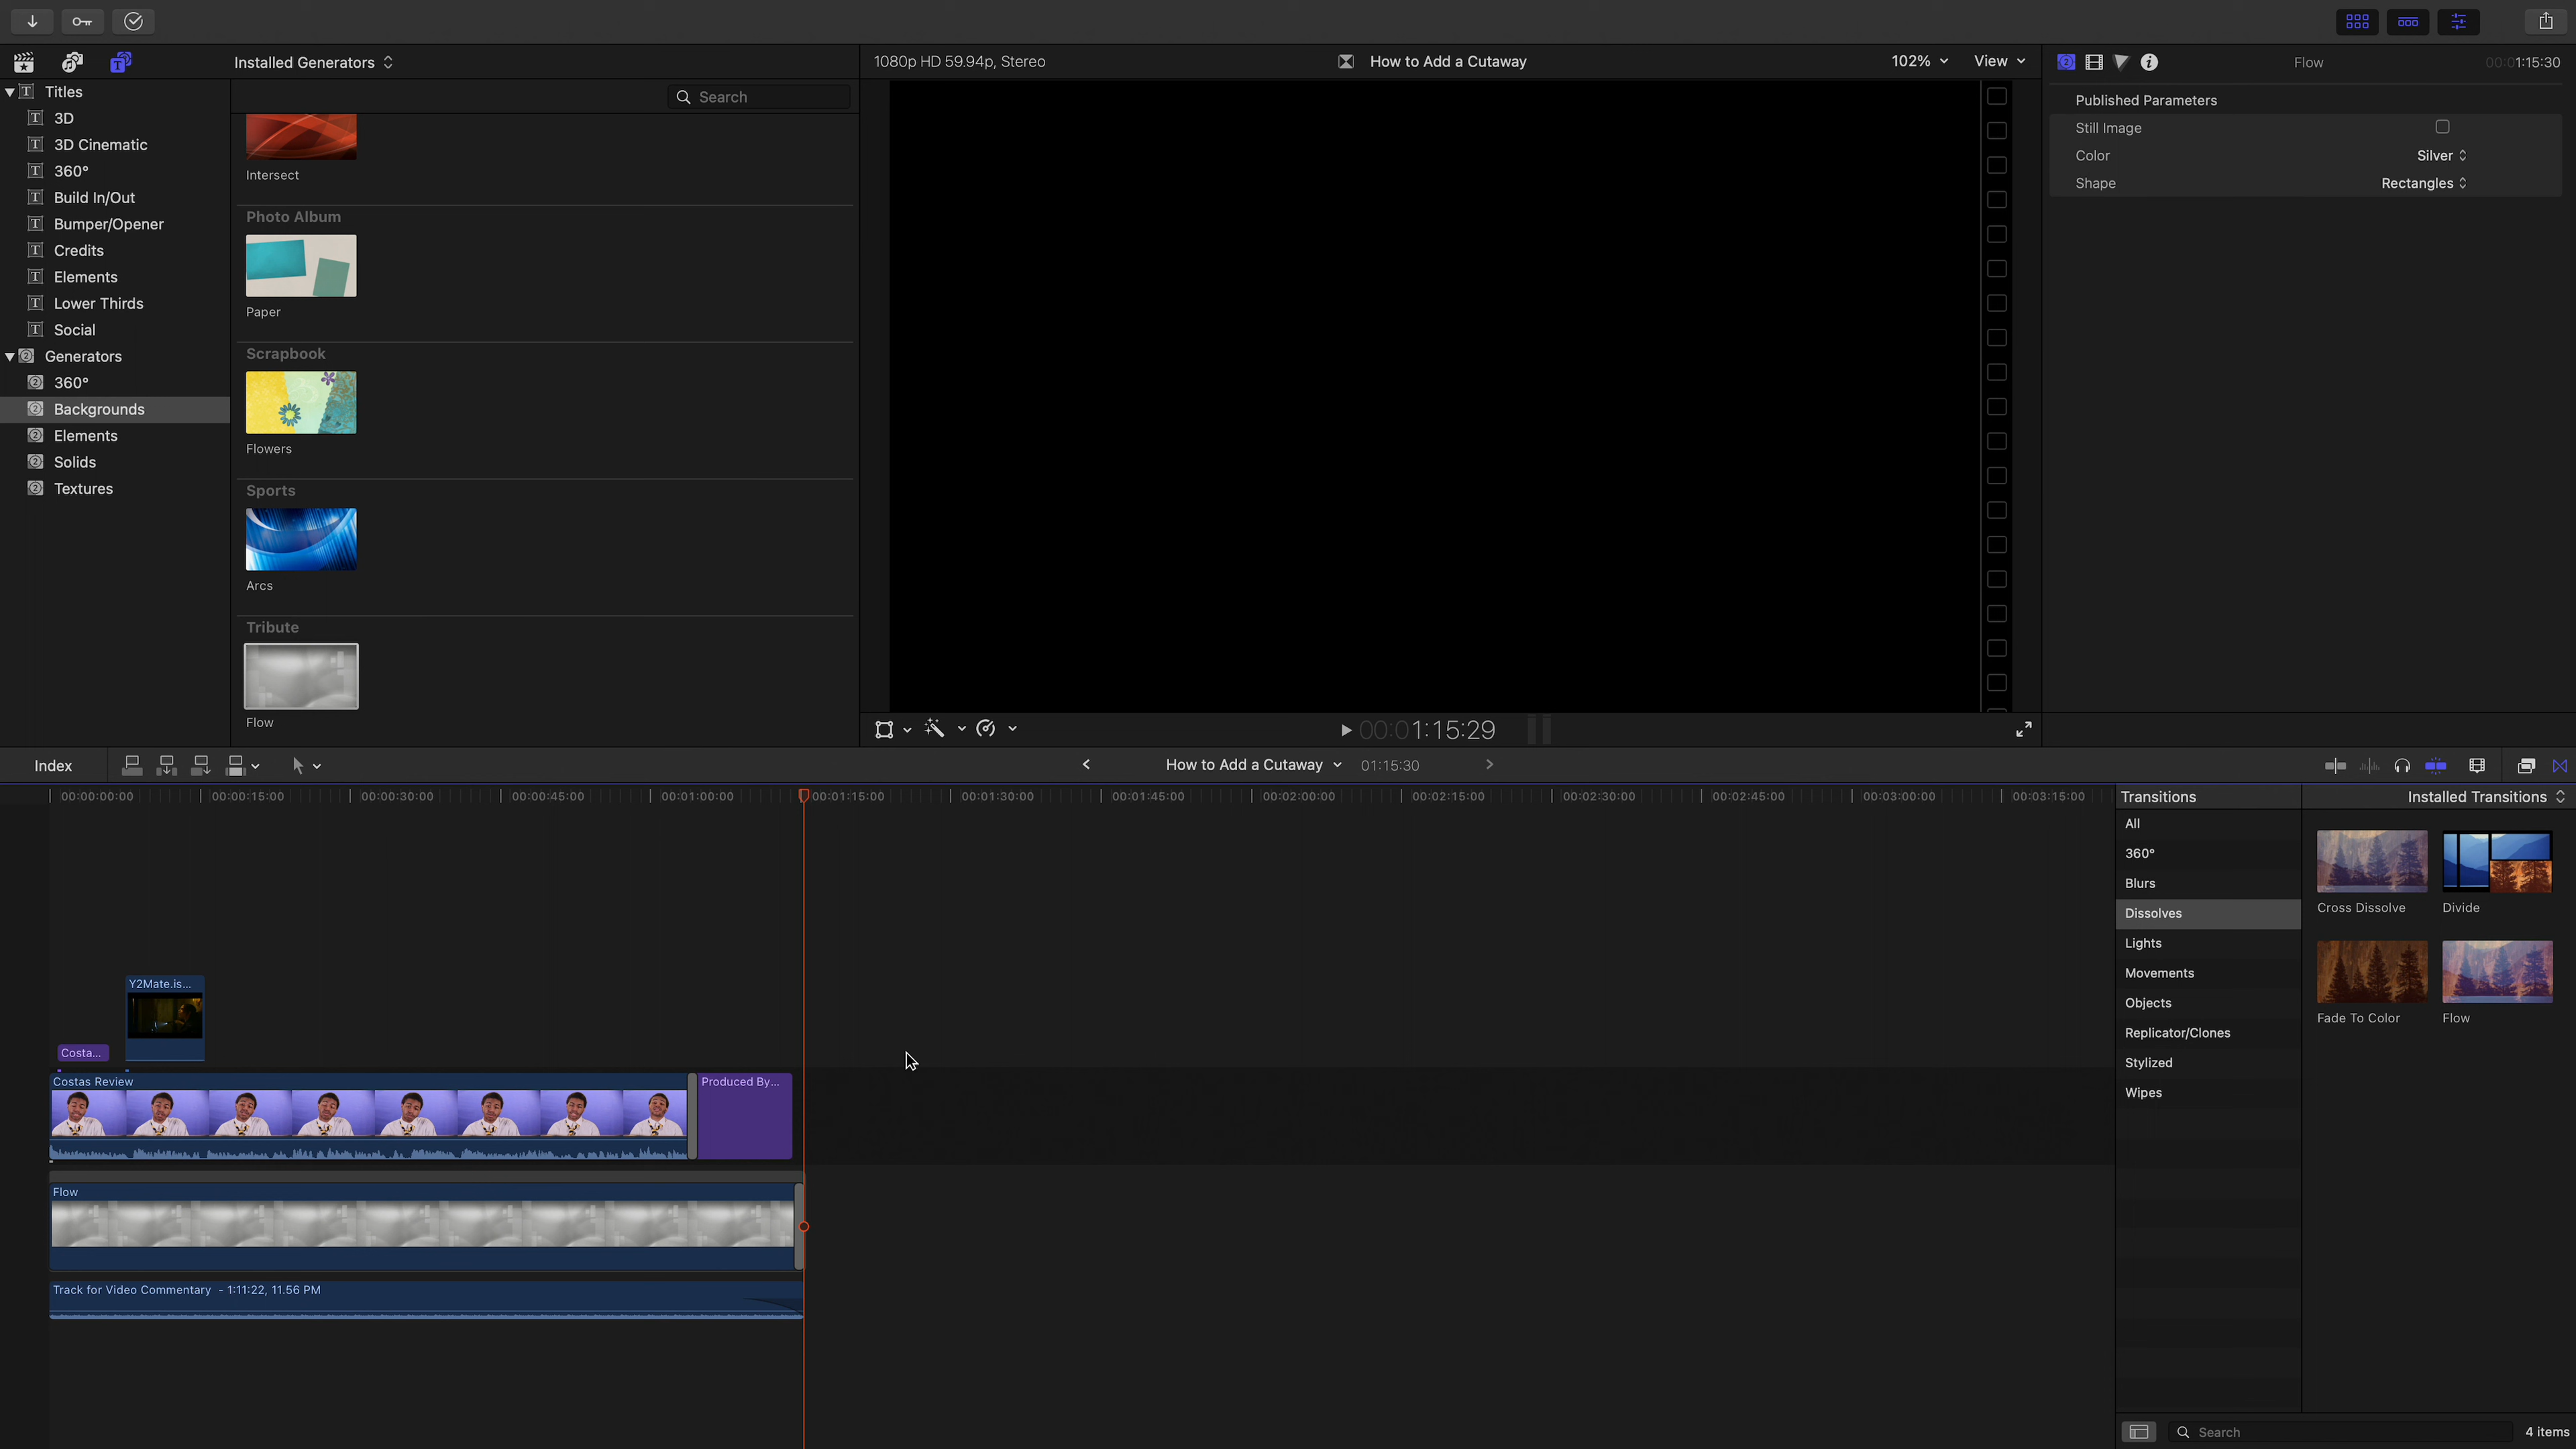 Installed Generators
1080p HD 59.94p, Stereo
How to Add a Cutaway
102%
View
Flow
00:01:15:30
Titles
3D
3D Cinematic
360°
Build In/Out
Bumper/Opener
Credits
Elements
Lower Thirds
Social
Generators
360°
Backgrounds
Elements
Solids
Textures
Search
Intersect
Photo Album
Paper
Scrapbook
Flowers
Sports
Arcs
Tribute
Flow
Published Parameters
Still Image
Color
Silver
Shape
Rectangles
00:01:15:29
Index
How to Add a Cutaway
01:15:30
00:00:00:00
00:00:15:00
00:00:30:00
00:00:45:00
00:01:00:00
00:01:15:00
00:01:30:00
00:01:45:00
00:02:00:00
00:02:15:00
00:02:30:00
00:02:45:00
00:03:00:00
00:03:15:00
Y2Mate.is...
Costa...
Costas Review
Produced By...
Flow
Track for Video Commentary - 1:11:22, 11.56 PM
Transitions
Installed Transitions
All
360°
Blurs
Dissolves
Lights
Movements
Objects
Replicator/Clones
Stylized
Wipes
Cross Dissolve
Divide
Fade To Color
Flow
Search
4 items